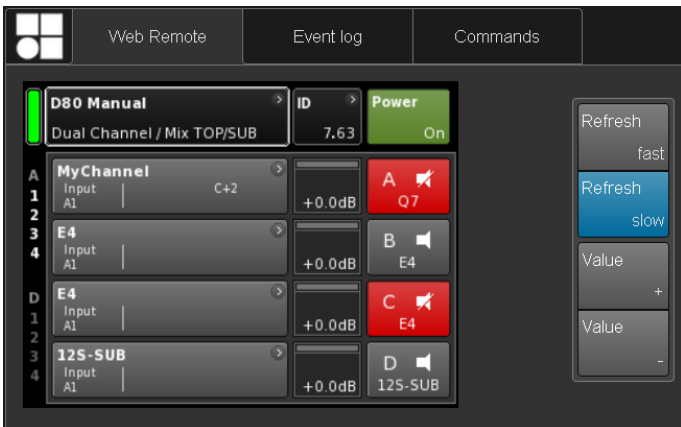 Web Remote
Event log
Commands
D80 Manual
Dual Channel / Mix TOP/SUB
ID
7.63
Power
On
A
1
2
3
4
D
1
2
3
4
MyChannel
Input
A1
C+2
+0.0dB
A
Q7
E4
Input
A1
+0.0dB
B
E4
E4
Input
A1
+0.0dB
C
E4
12S-SUB
Input
A1
+0.0dB
D
12S-SUB
Refresh
fast
Refresh
slow
Value
+
Value
-